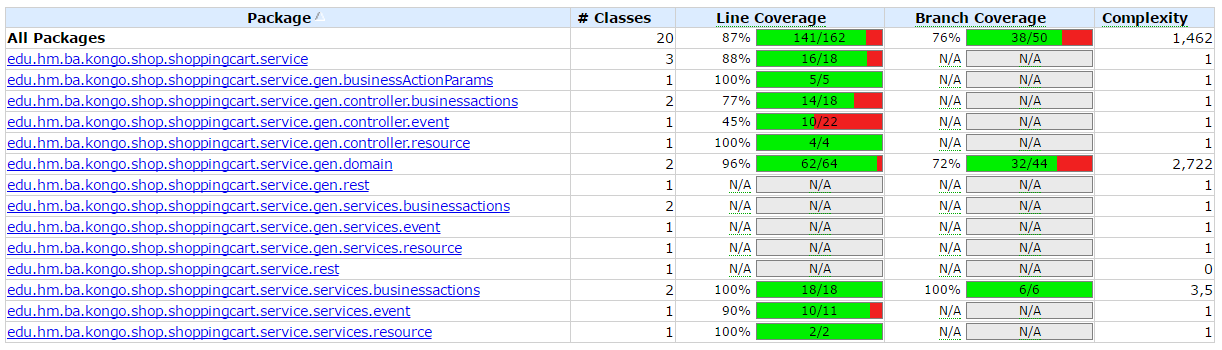 Package # Classes Line Coverage Branch Coverage Complexity
All Packages 20 87% 141/162 76% 38/50 1,462
edu.hm.ba.kongo.shop.shoppingcart.service 3 88% 16/18 N/A N/A 1
edu.hm.ba.kongo.shop.shoppingcart.service.gen.businessActionParams 1 100% 5/5 N/A N/A 1
edu.hm.ba.kongo.shop.shoppingcart.service.gen.controller.businessactions 2 77% 14/18 N/A N/A 1
edu.hm.ba.kongo.shop.shoppingcart.service.gen.controller.event 1 45% 10/22 N/A N/A 1
edu.hm.ba.kongo.shop.shoppingcart.service.gen.controller.resource 1 100% 4/4 N/A N/A 1
edu.hm.ba.kongo.shop.shoppingcart.service.gen.domain 2 96% 62/64 72% 32/44 2,722
edu.hm.ba.kongo.shop.shoppingcart.service.gen.rest 1 N/A N/A N/A N/A 1
edu.hm.ba.kongo.shop.shoppingcart.service.gen.services.businessactions 2 N/A N/A N/A N/A 1
edu.hm.ba.kongo.shop.shoppingcart.service.gen.services.event 1 N/A N/A N/A N/A 1
edu.hm.ba.kongo.shop.shoppingcart.service.gen.services.resource 1 N/A N/A N/A N/A 1
edu.hm.ba.kongo.shop.shoppingcart.service.rest 1 N/A N/A N/A N/A 0
edu.hm.ba.kongo.shop.shoppingcart.service.services.businessactions 2 100% 18/18 100% 6/6 3,5
edu.hm.ba.kongo.shop.shoppingcart.service.services.event 1 90% 10/11 N/A N/A 1
edu.hm.ba.kongo.shop.shoppingcart.service.services.resource 1 100% 2/2 N/A N/A 1